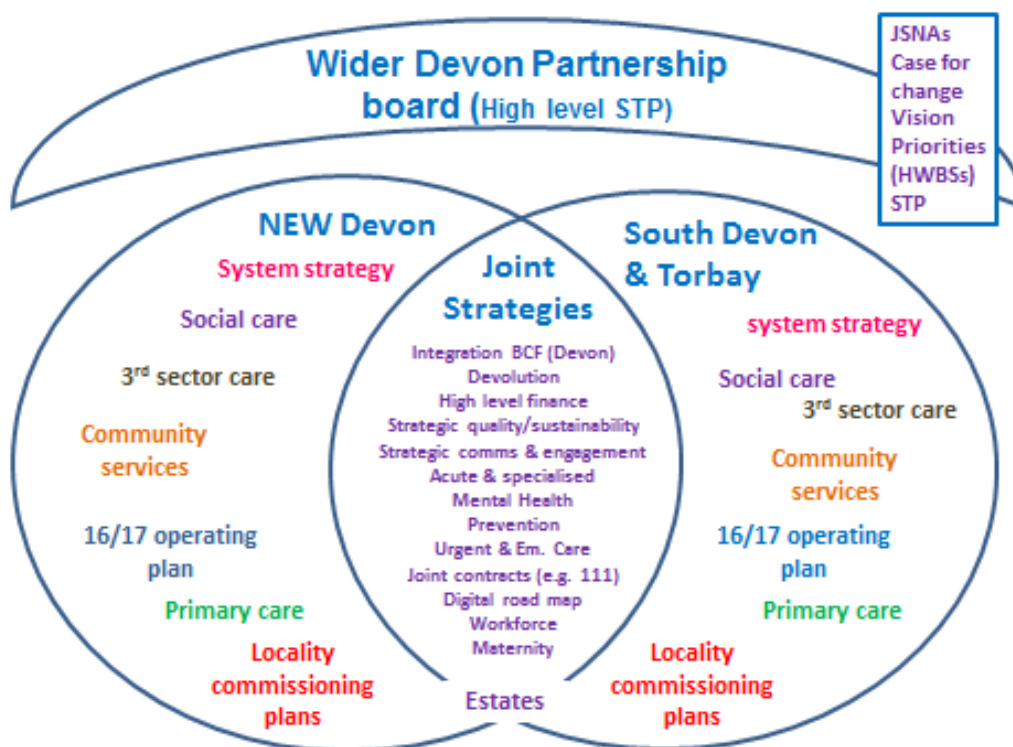 Wider Devon Partnership
board (High level STP)
JSNAs
Case for
change
Vision
Priorities
(HWBSs)
STP
NEW Devon
System strategy
Social care
3rd sector care
Community
services
16/17 operating
plan
Primary care
Locality
commissioning
plans
Joint
Strategies
Integration BCF (Devon)
Devolution
High level finance
Strategic quality/sustainability
Strategic comms & engagement
Acute & specialised
Mental Health
Prevention
Urgent & Em. Care
Joint contracts (e.g. 111)
Digital road map
Workforce
Maternity
Estates
South Devon
& Torbay
system strategy
Social care
3rd sector care
Community
services
16/17 operating
plan
Primary care
Locality
commissioning
plans